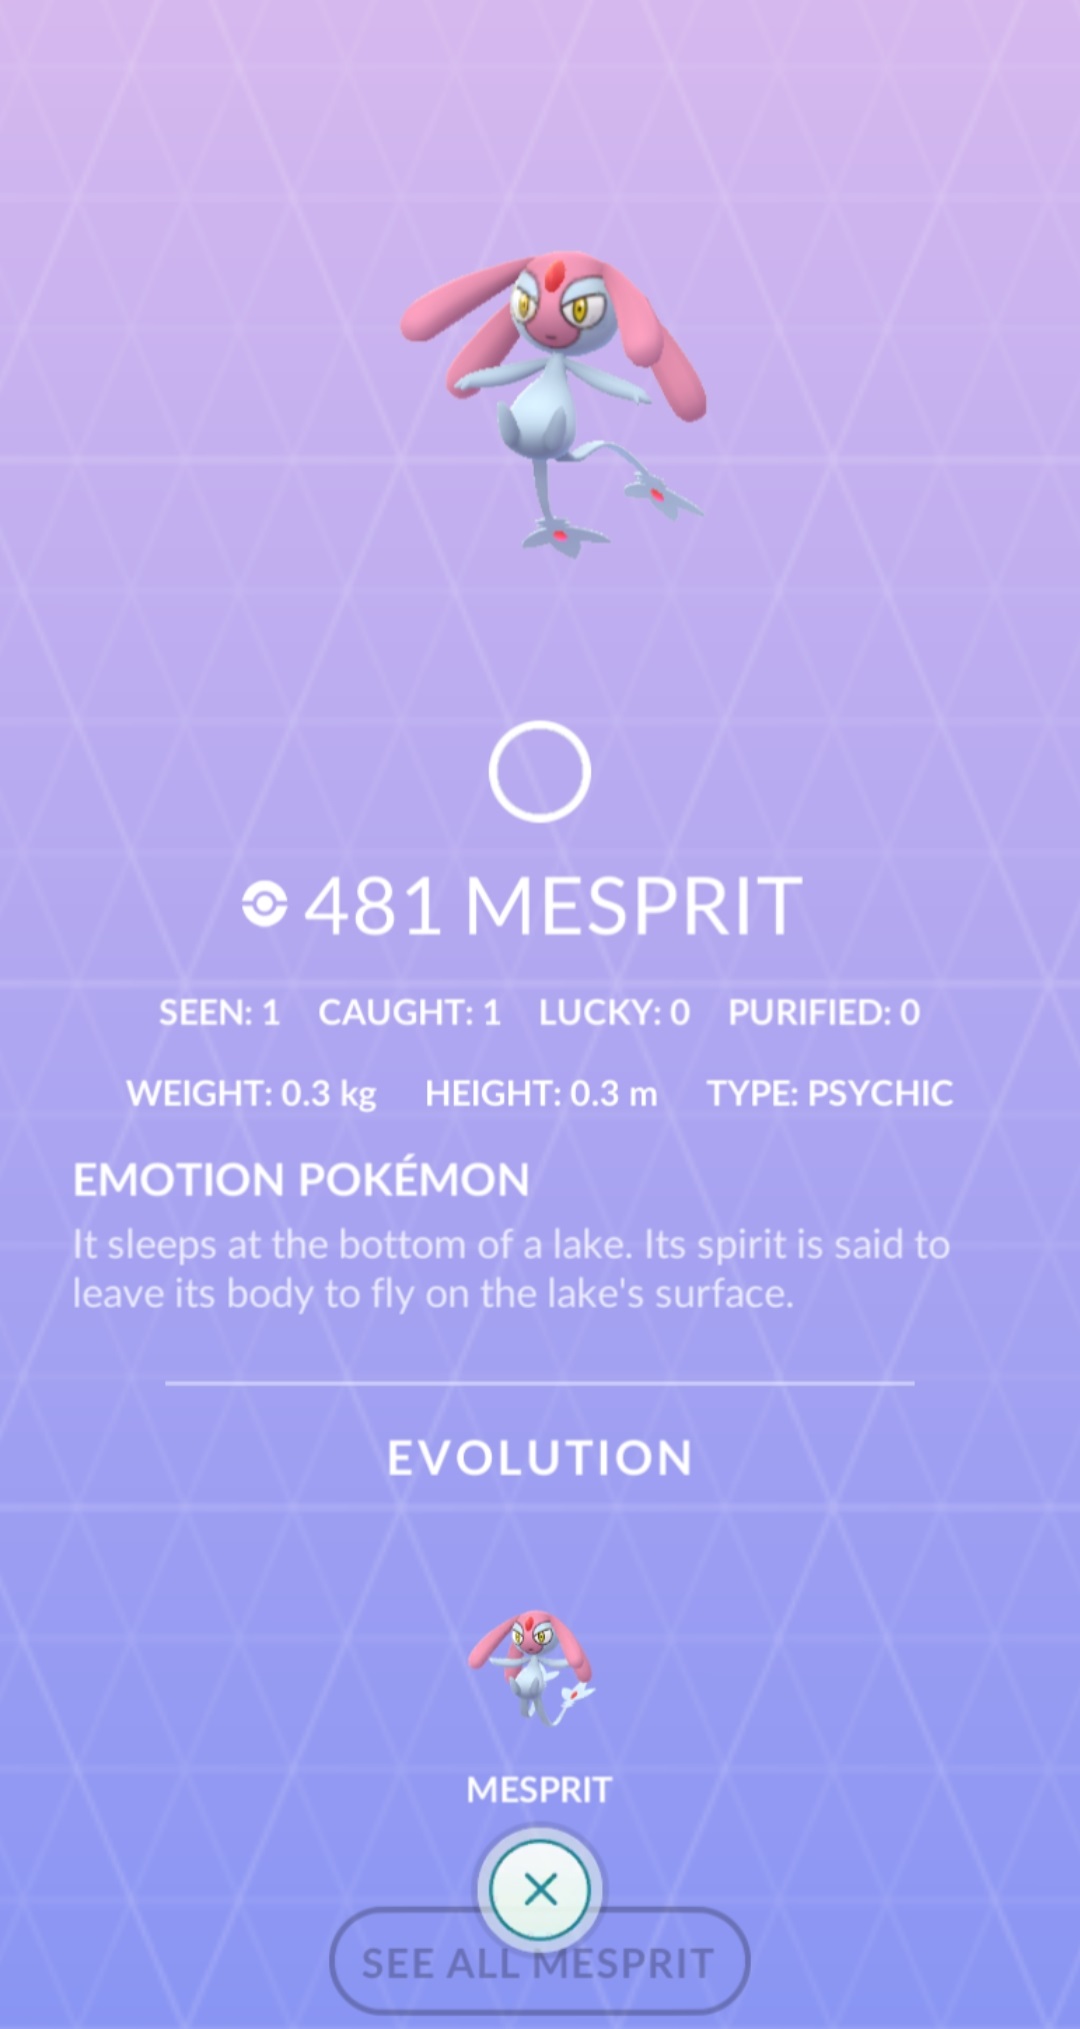 481 MESPRIT
SEEN: 1 CAUGHT: 1 LUCKY: 0 PURIFIED: 0
WEIGHT: 0.3 kg HEIGHT: 0.3 m TYPE: PSYCHIC
EMOTION POKÉMON
It sleeps at the bottom of a lake. Its spirit is said to
leave its body to fly on the lake's surface.
EVOLUTION
MESPRIT
SEE ALL MESPRIT